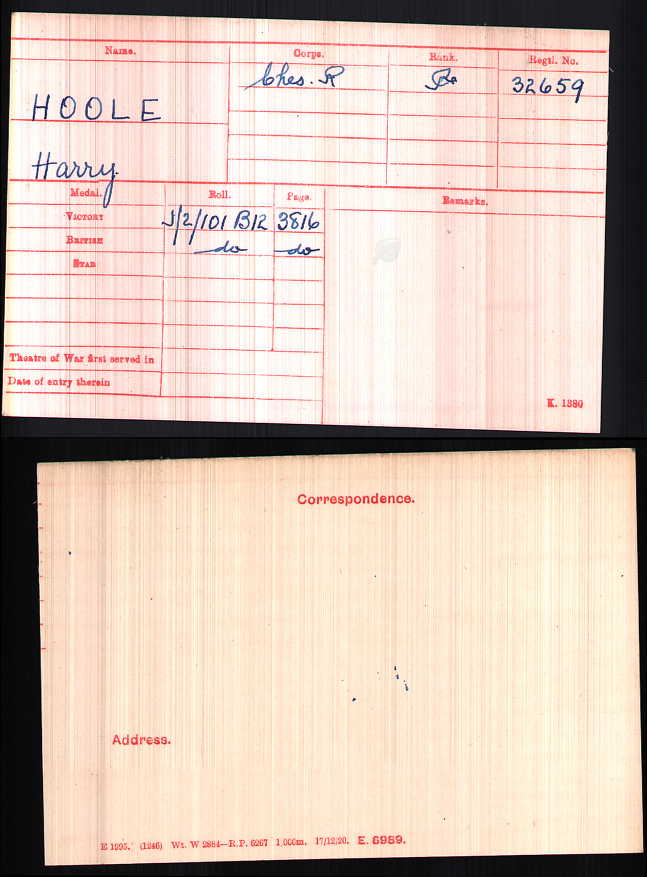 Name. Corps. Rank. Regtl. No.
Ches. R Pte 32659
HOOLE
Harry
Medal. Roll. Page. Remarks.
VICTORY J/2/101 B12 3816
BRITISH do do
STAR
Theatre of War first served in
Date of entry therein
K. 1380
Correspondence.
Address.
E 1995. (1246) Wt. W 2884—R.P. 6267 1,000m. 17/12/20. E. 6959.